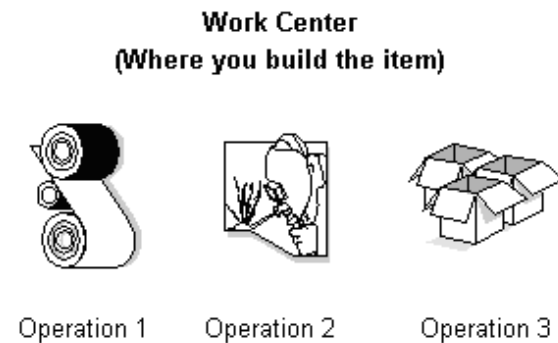 Work Center
(Where you build the item)
Operation 1 Operation 2 Operation 3